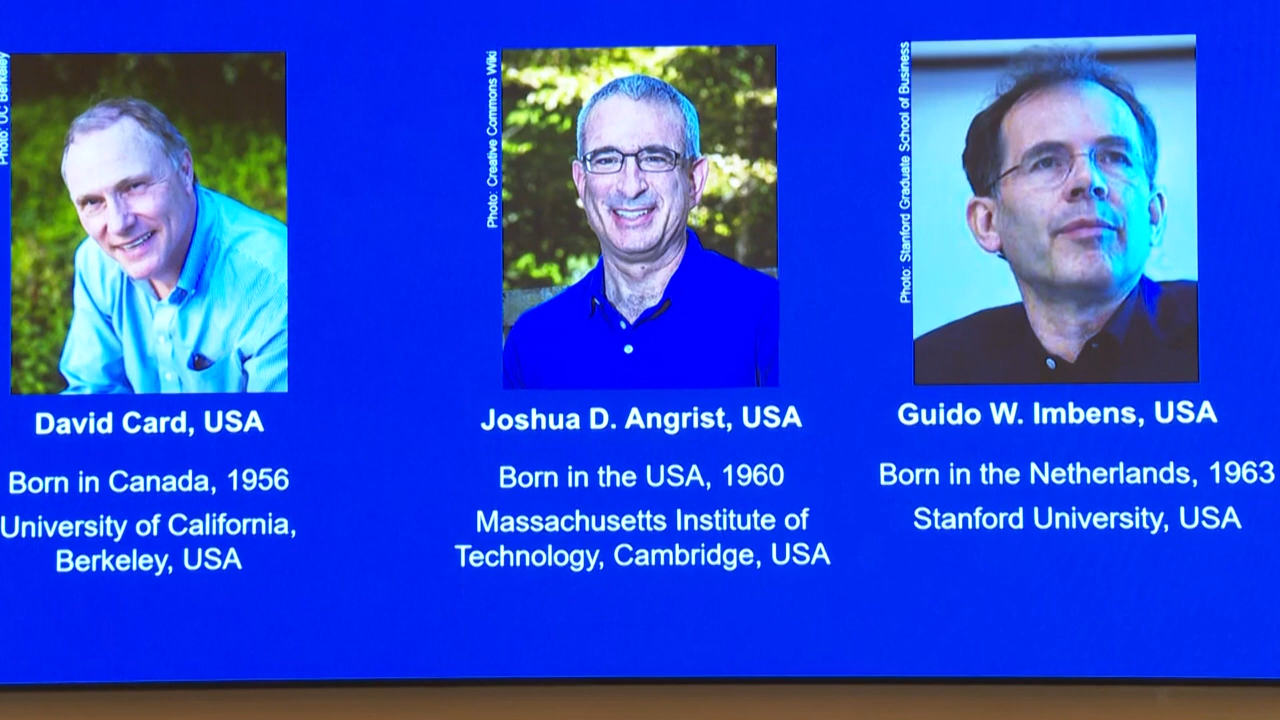 Photo: UC Berkeley
David Card, USA
Born in Canada, 1956
University of California,
Berkeley, USA
Photo: Creative Commons Wiki
Joshua D. Angrist, USA
Born in the USA, 1960
Massachusetts Institute of
Technology, Cambridge, USA
Photo: Stanford Graduate School of Business
Guido W. Imbens, USA
Born in the Netherlands, 1963
Stanford University, USA